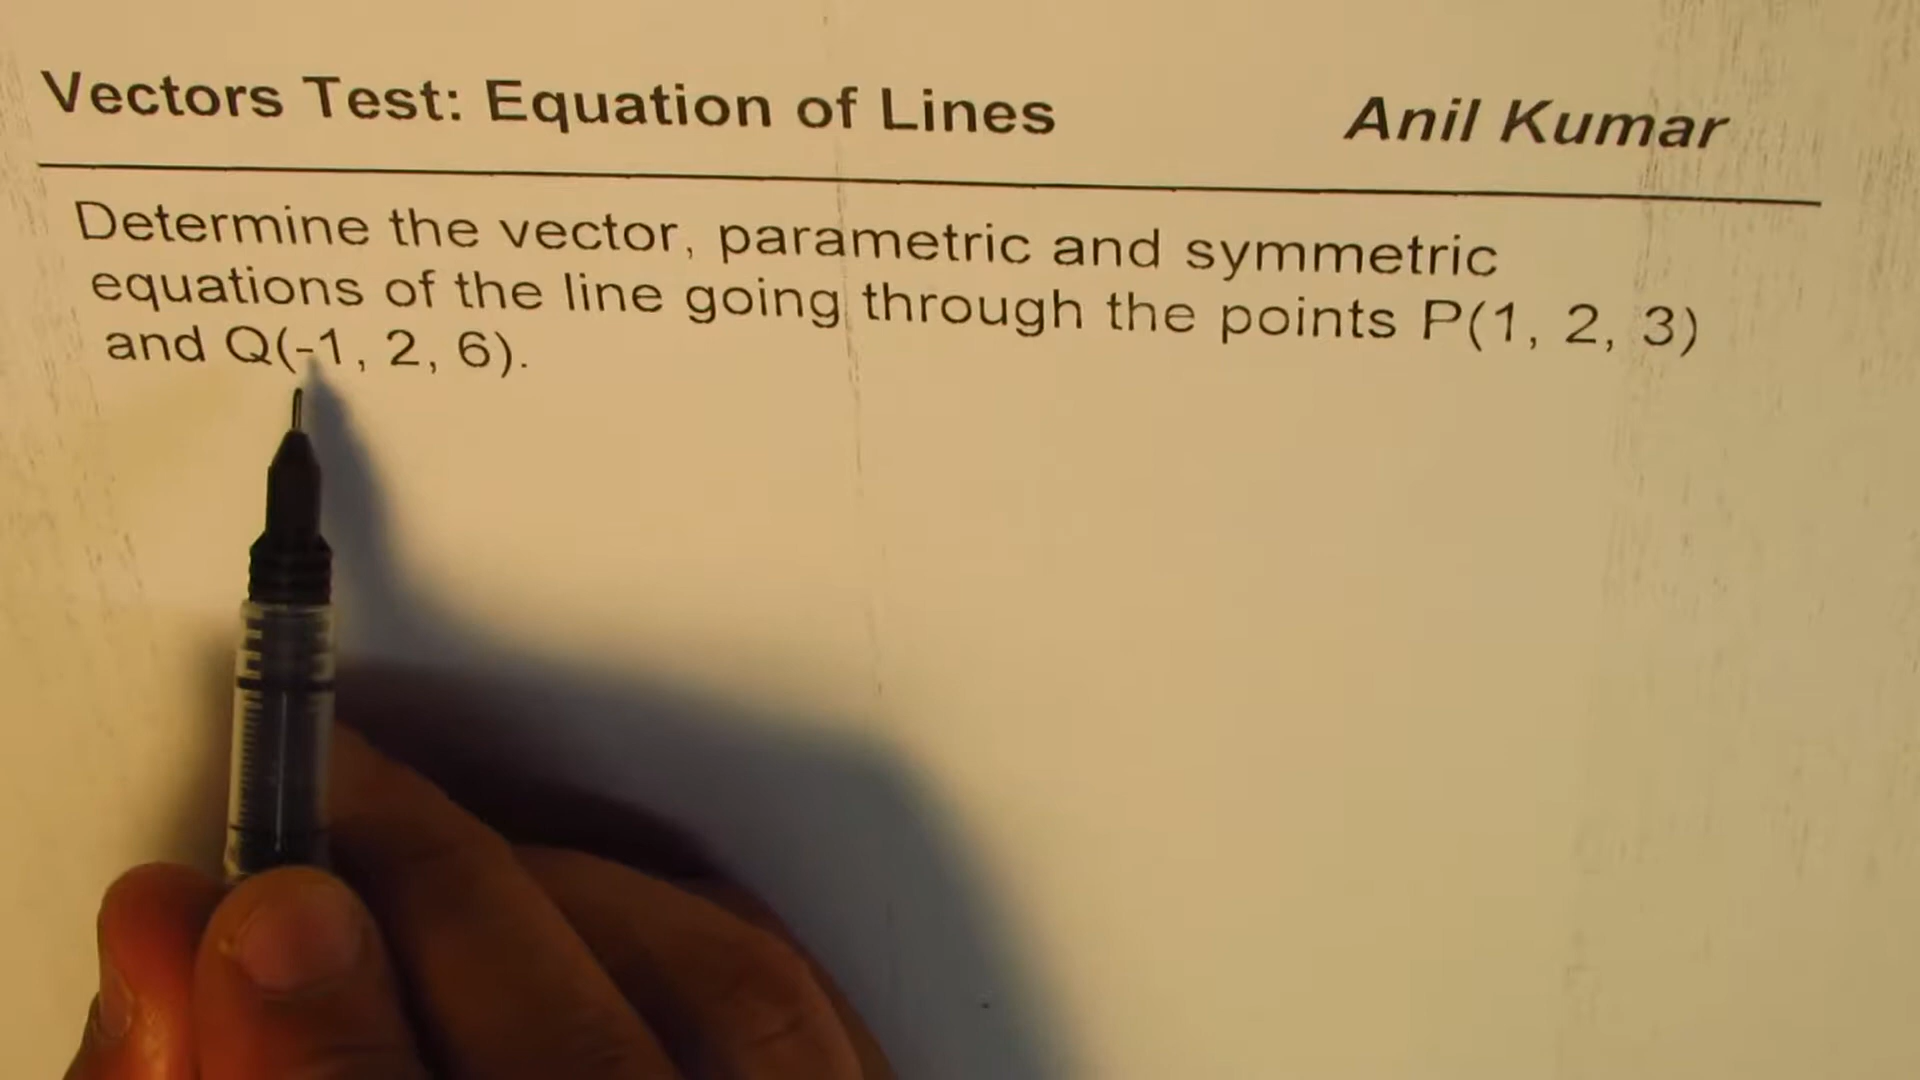 Vectors Test: Equation of Lines Anil Kumar
Determine the vector, parametric and symmetric
equations of the line going through the points P(1, 2, 3)
and Q(-1, 2, 6).